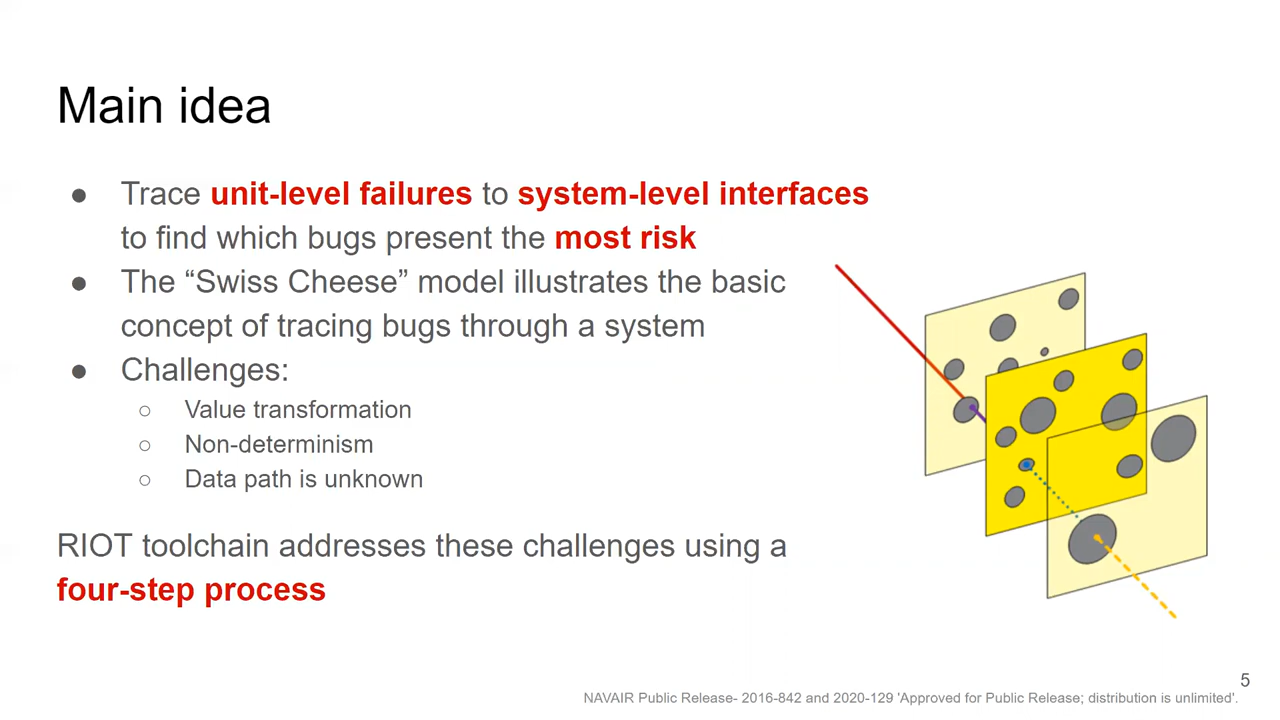 Main idea
● Trace unit-level failures to system-level interfaces
to find which bugs present the most risk
● The “Swiss Cheese” model illustrates the basic
concept of tracing bugs through a system
● Challenges:
○ Value transformation
○ Non-determinism
○ Data path is unknown
RIOT toolchain addresses these challenges using a
four-step process
5
NAVAIR Public Release- 2016-842 and 2020-129 'Approved for Public Release; distribution is unlimited'.